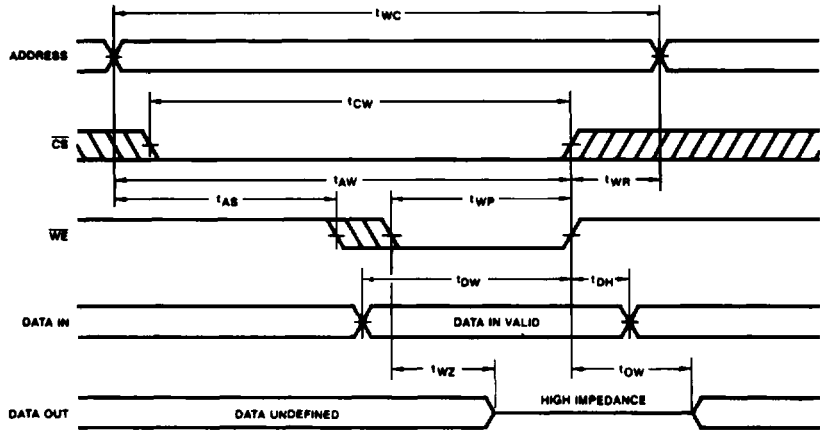 tWC
ADDRESS
tCW
CS
tAW
tWR
tAS
tWP
WE
tDW
tDH
DATA IN
DATA IN VALID
tWZ
tOW
HIGH IMPEDANCE
DATA OUT
DATA UNDEFINED